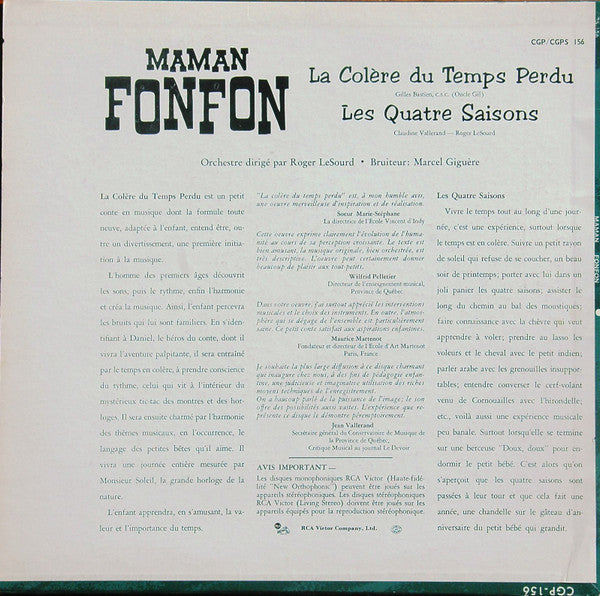 CGP/CGPS 156
MAMAN
FONFON
La Colère du Temps Perdu
Gilles Bastien, c.s.c. (Oncle Gil)
Les Quatre Saisons
Claudine Vallerand — Roger LeSourd
Orchestre dirigé par Roger LeSourd • Bruiteur: Marcel Giguère
La Colère du Temps Perdu est un petit
conte en musique dont la formule toute
neuve, adaptée à l'enfant, entend être, ou-
tre un divertissement, une première initia-
tion à la musique.
L'homme des premiers âges découvrit
les sons, puis le rythme, enfin l'harmonie
et créa la musique. Ainsi, l'enfant percevra
les bruits qui lui sont familiers. En s'iden-
tifiant à Daniel, le héros du conte, dont il
vivra l'aventure palpitante, il sera entraîné
par le temps en colère, à prendre conscience
du rythme, celui qui vit à l'intérieur du
mystérieux tic-tac des montres et des hor-
loges. Il sera ensuite charmé par l'harmonie
des thèmes musicaux, en l'occurrence, le
langage des petites bêtes qu'il aime. Il
vivra une journée entière mesurée par
Monsieur Soleil, la grande horloge de la
nature.
L'enfant apprendra, en s'amusant, la va-
leur et l'importance du temps.
"La colère du temps perdu" est, à mon humble avis,
une oeuvre merveilleuse d'inspiration et de réalisation.
Soeur Marie-Stéphane
La directrice de l'École Vincent d'Indy
Cette oeuvre exprime clairement l'évolution de l'huma-
nité au cours de sa perception croissante. Le texte est
bien amusant, la musique originale, bien orchestrée, est
très descriptive. L'oeuvre peut certainement donner
beaucoup de plaisir aux tout-petits.
Wilfrid Pelletier
Directeur de l'enseignement musical,
Province de Québec
Dans votre oeuvre, j'ai surtout apprécié les interventions
musicales et le choix des instruments. En outre, l'atmos-
phère qui se dégage de l'ensemble est particulièrement
saine. Ce petit conte satisfait aux aspirations enfantines.
Maurice Martenot
Fondateur et directeur de l'École d'Art Martenot
Paris, France
Je souhaite la plus large diffusion à ce disque charmant
que inaugure chez nous, à des fins de pédagogie enfan-
tine, une judicieuse et imaginative utilisation des riches
moyens techniques de l'enregistrement.
On a beaucoup parlé de la puissance de l'image; le son
offre des possibilités aussi vastes. L'expérience que re-
présente ce disque le démontre péremptoirement.
Jean Vallerand
Secrétaire général du Conservatoire de Musique de
la Province de Québec,
Critique Musical au journal Le Devoir
AVIS IMPORTANT —
Les disques monophoniques RCA Victor (Haute-fidé-
lité "New Orthophonic") peuvent être joués sur les
appareils stéréophoniques. Les disques stéréophoniques
RCA Victor (Living Stereo) doivent être joués sur les
appareils équipés pour la reproduction stéréophonique.
RCA Victor Company, Ltd.
Les Quatre Saisons
Vivre le temps tout au long d'une jour-
née, c'est une expérience, surtout lorsque
le temps est en colère. Suivre un petit rayon
de soleil qui refuse de se coucher, un beau
soir de printemps; porter avec lui dans un
joli panier les quatre saisons; assister le
long du chemin au bal des moustiques;
faire connaissance avec la chèvre qui veut
apprendre à voler; prendre au lasso les
voleurs et le cheval avec le petit indien;
parler arabe avec les grenouilles insuppor-
tables; entendre converser le cerf-volant
venu de Cornouailles avec l'hirondelle;
etc., voilà aussi une expérience musicale
peu banale. Surtout lorsqu'elle se termine
sur une berceuse "Doux, doux" pour en-
dormir le petit bébé. C'est alors qu'on
s'aperçoit que les quatre saisons sont
passées à leur tour et que cela fait une
année, une chandelle sur le gâteau d'an-
niversaire du petit bébé qui grandit.
MAMAN FONFON
CGP-156